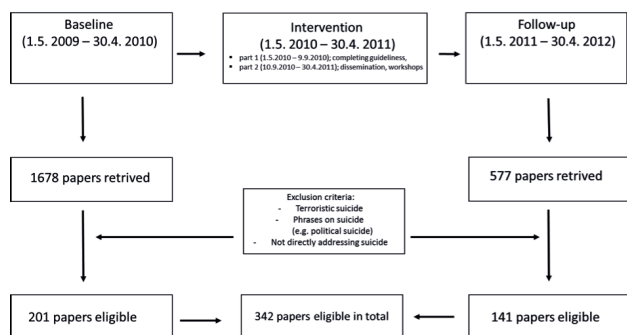 Baseline
(1.5. 2009 – 30.4. 2010)
Intervention
(1.5. 2010 – 30.4. 2011)
▪ part 1 (1.5.2010 – 9.9.2010); completing guideliness,
▪ part 2 (10.9.2010 – 30.4.2011); dissemination, workshops
Follow-up
(1.5. 2011 – 30.4. 2012)
1678 papers retrived
577 papers retrived
Exclusion criteria:
- Terroristic suicide
- Phrases on suicide
(e.g. political suicide)
- Not directly addressing suicide
201 papers eligible
342 papers eligible in total
141 papers eligible